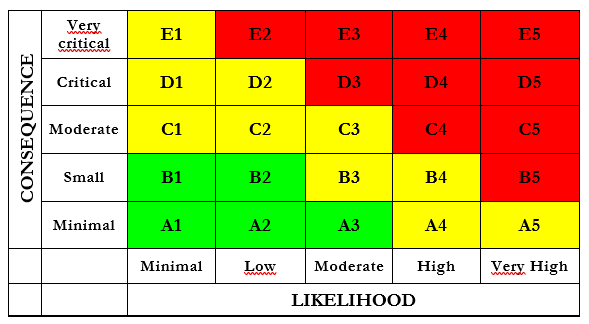 CONSEQUENCE
Very critical E1 E2 E3 E4 E5
Critical D1 D2 D3 D4 D5
Moderate C1 C2 C3 C4 C5
Small B1 B2 B3 B4 B5
Minimal A1 A2 A3 A4 A5
Minimal Low Moderate High Very High
LIKELIHOOD